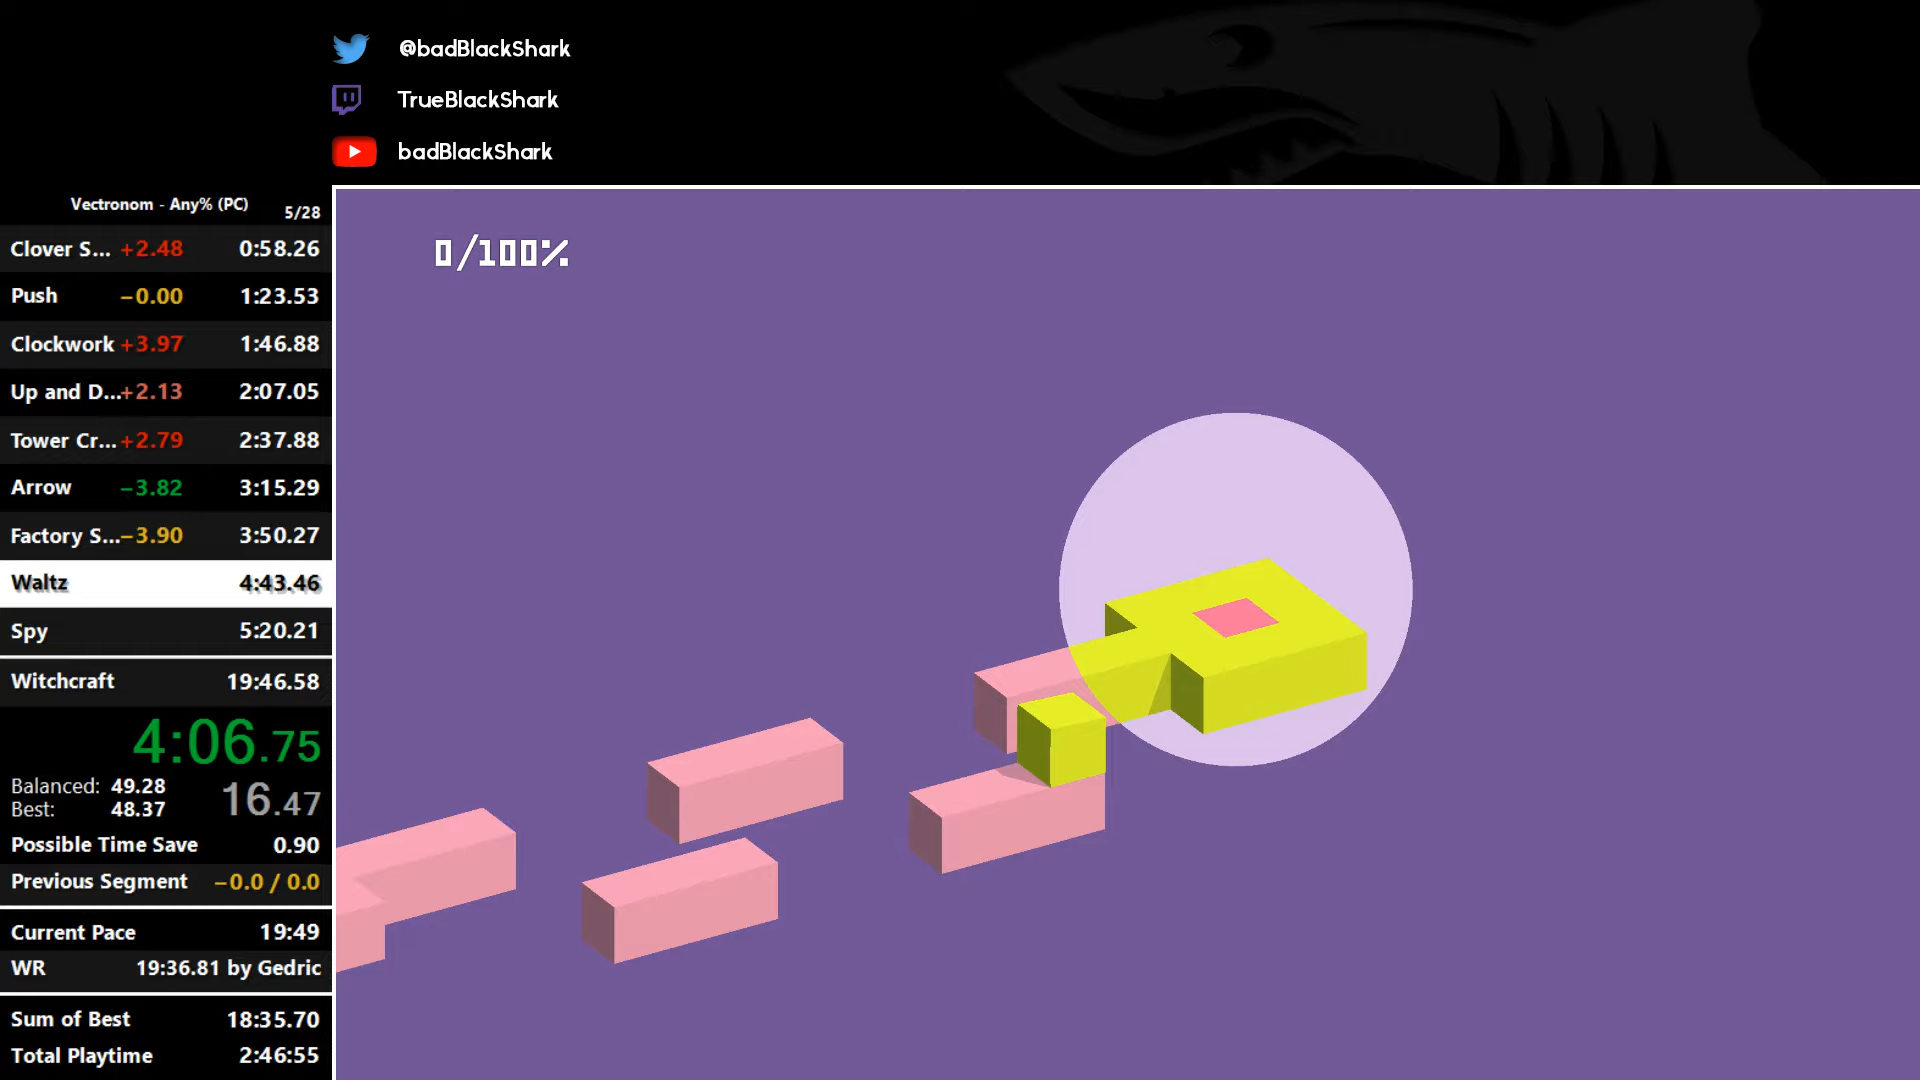 @badBlackShark
TrueBlackShark
badBlackShark
Vectronom - Any% (PC)
5/28
Clover S... +2.48 0:58.26
Push −0.00 1:23.53
Clockwork +3.97 1:46.88
Up and D... +2.13 2:07.05
Tower Cr... +2.79 2:37.88
Arrow −3.82 3:15.29
Factory S... −3.90 3:50.27
Waltz 4:43.46
Spy 5:20.21
Witchcraft 19:46.58
4:06.75
Balanced: 49.28
Best: 48.37
16.47
Possible Time Save 0.90
Previous Segment −0.0 / 0.0
Current Pace 19:49
WR 19:36.81 by Gedric
Sum of Best 18:35.70
Total Playtime 2:46:55
0/100%